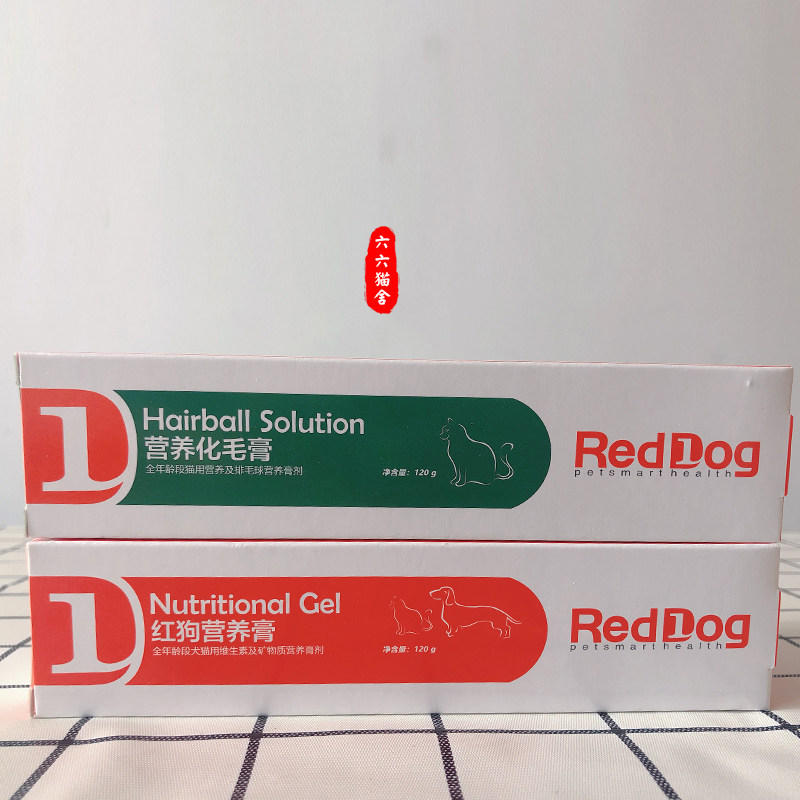 六六猫舍
1
Hairball Solution
营养化毛膏
全年龄段猫用营养及排毛球营养膏剂
净含量：120 g
RedDog
petsmarthealth
1
Nutritional Gel
红狗营养膏
全年龄段犬猫用维生素及矿物质营养膏剂
净含量：120 g
RedDog
petsmarthealth